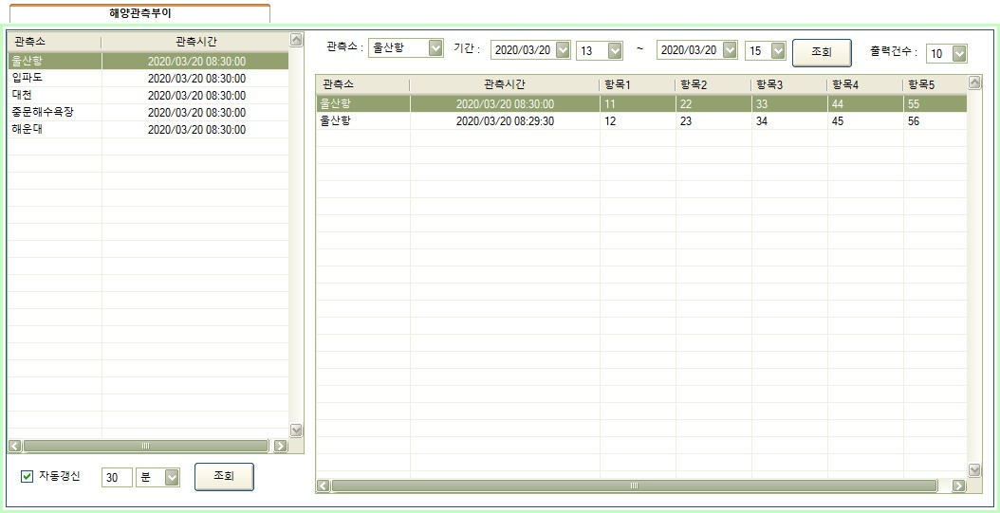 해양관측부이
관측소 관측시간
울산항 2020/03/20 08:30:00
입파도 2020/03/20 08:30:00
대천 2020/03/20 08:30:00
중문해수욕장 2020/03/20 08:30:00
해운대 2020/03/20 08:30:00
자동갱신 30 분 조회
관측소 : 울산항 기간 : 2020/03/20 13 ~ 2020/03/20 15 조회 출력건수 : 10
관측소 관측시간 항목1 항목2 항목3 항목4 항목5
울산항 2020/03/20 08:30:00 11 22 33 44 55
울산항 2020/03/20 08:29:30 12 23 34 45 56